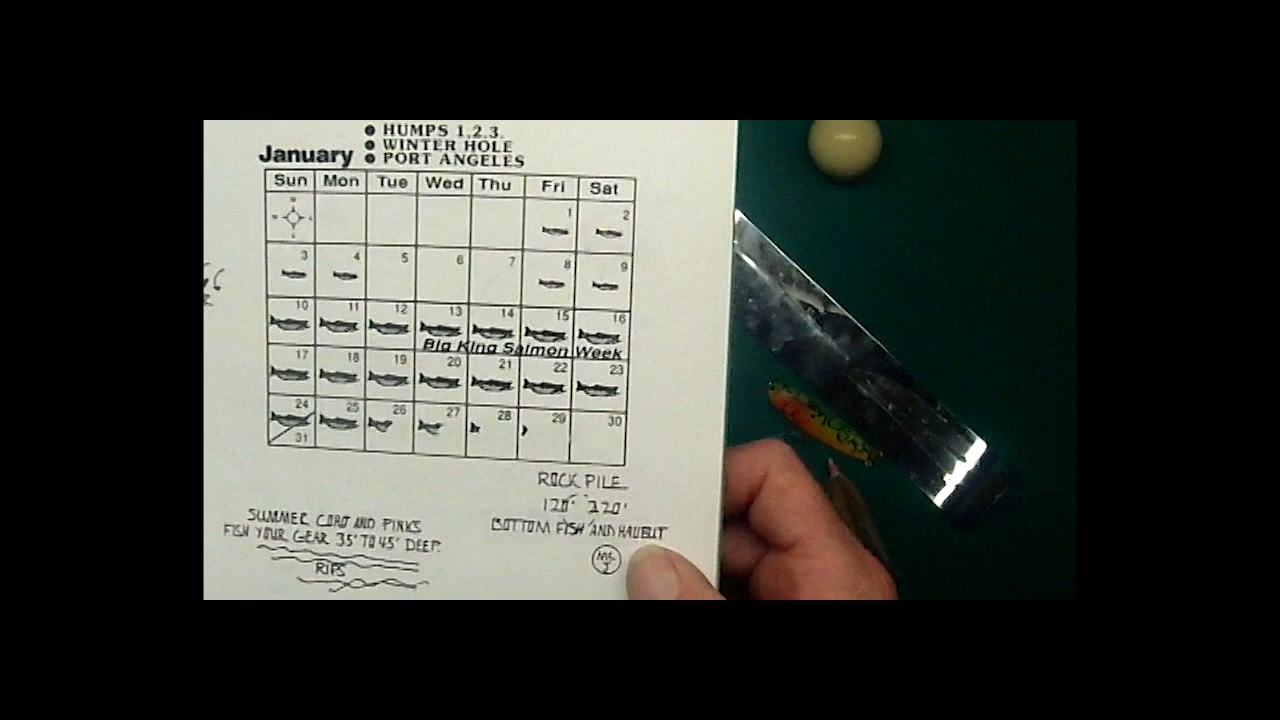 HUMPS 1.2.3.
WINTER HOLE
January PORT ANGELES
Sun Mon Tue Wed Thu Fri Sat
1 2
3 4 5 6 7 8 9
10 11 12 13 14 15 16
Big King Salmon Week
17 18 19 20 21 22 23
24 25 26 27 28 29 30
31
ROCK PILE
120' 220'
BOTTOM FISH AND HALIBUT
SUMMER COHO AND PINKS
FISH YOUR GEAR 35' TO 45' DEEP.
RIPS